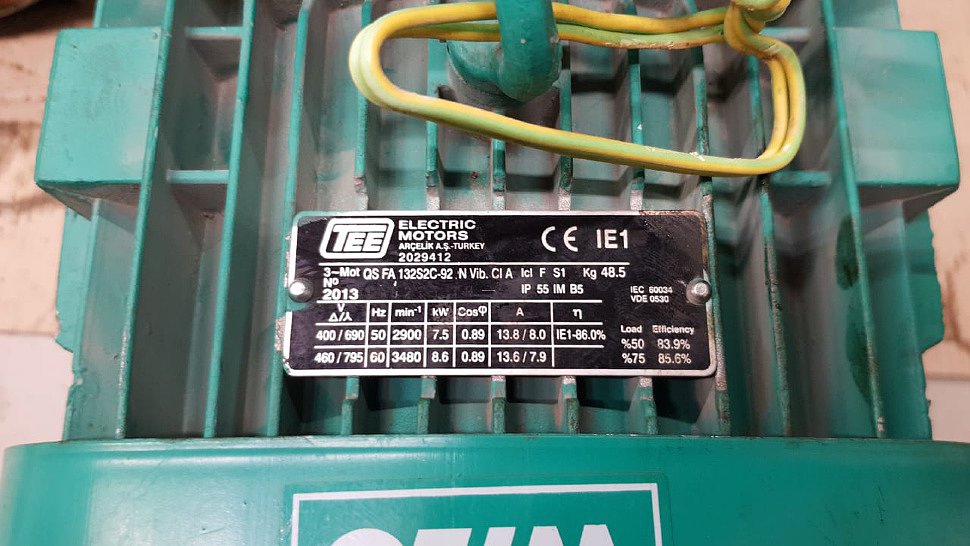 TEE
ELECTRIC
MOTORS
ARÇELİK A.Ş.-TURKEY
2029412
CE IE1
3~Mot QS FA 132S2C-92 :N Vib. Cl A Icl F S1 Kg 48.5
Nº
2013 IP 55 IM B5 IEC 60034
VDE 0530
V
Δ/⅄ Hz min⁻¹ kW Cosφ A η
400/690 50 2900 7.5 0.89 13.8/8.0 IE1-86.0%
460/795 60 3480 8.6 0.89 13.6/7.9
Load Efficiency
%50 83.9%
%75 85.6%